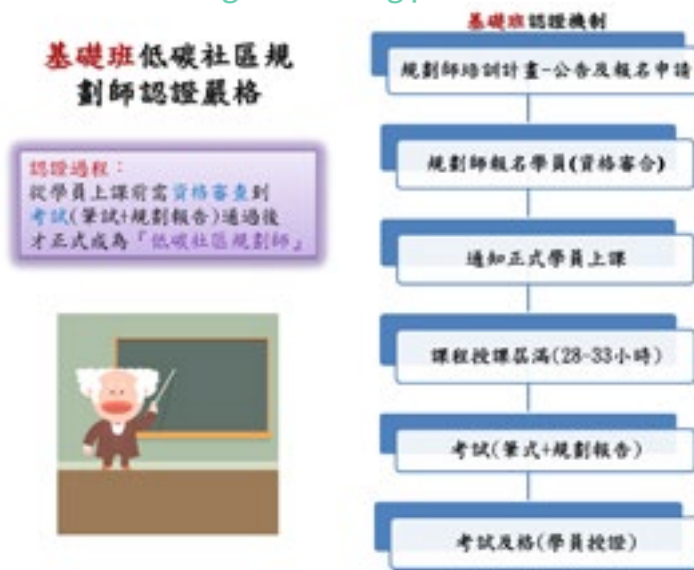 基礎班低碳社區規
劃師認證嚴格
認證過程：
從學員上課前需資格審查到
考試(筆試+規劃報告)通過後
才正式成為『低碳社區規劃師』
基礎班認證機制
規劃師培訓計畫-公告及報名申請
規劃師報名學員(資格審合)
通知正式學員上課
課程授課屆滿(28-33小時)
考試(筆式+規劃報告)
考試及格(學員授證)